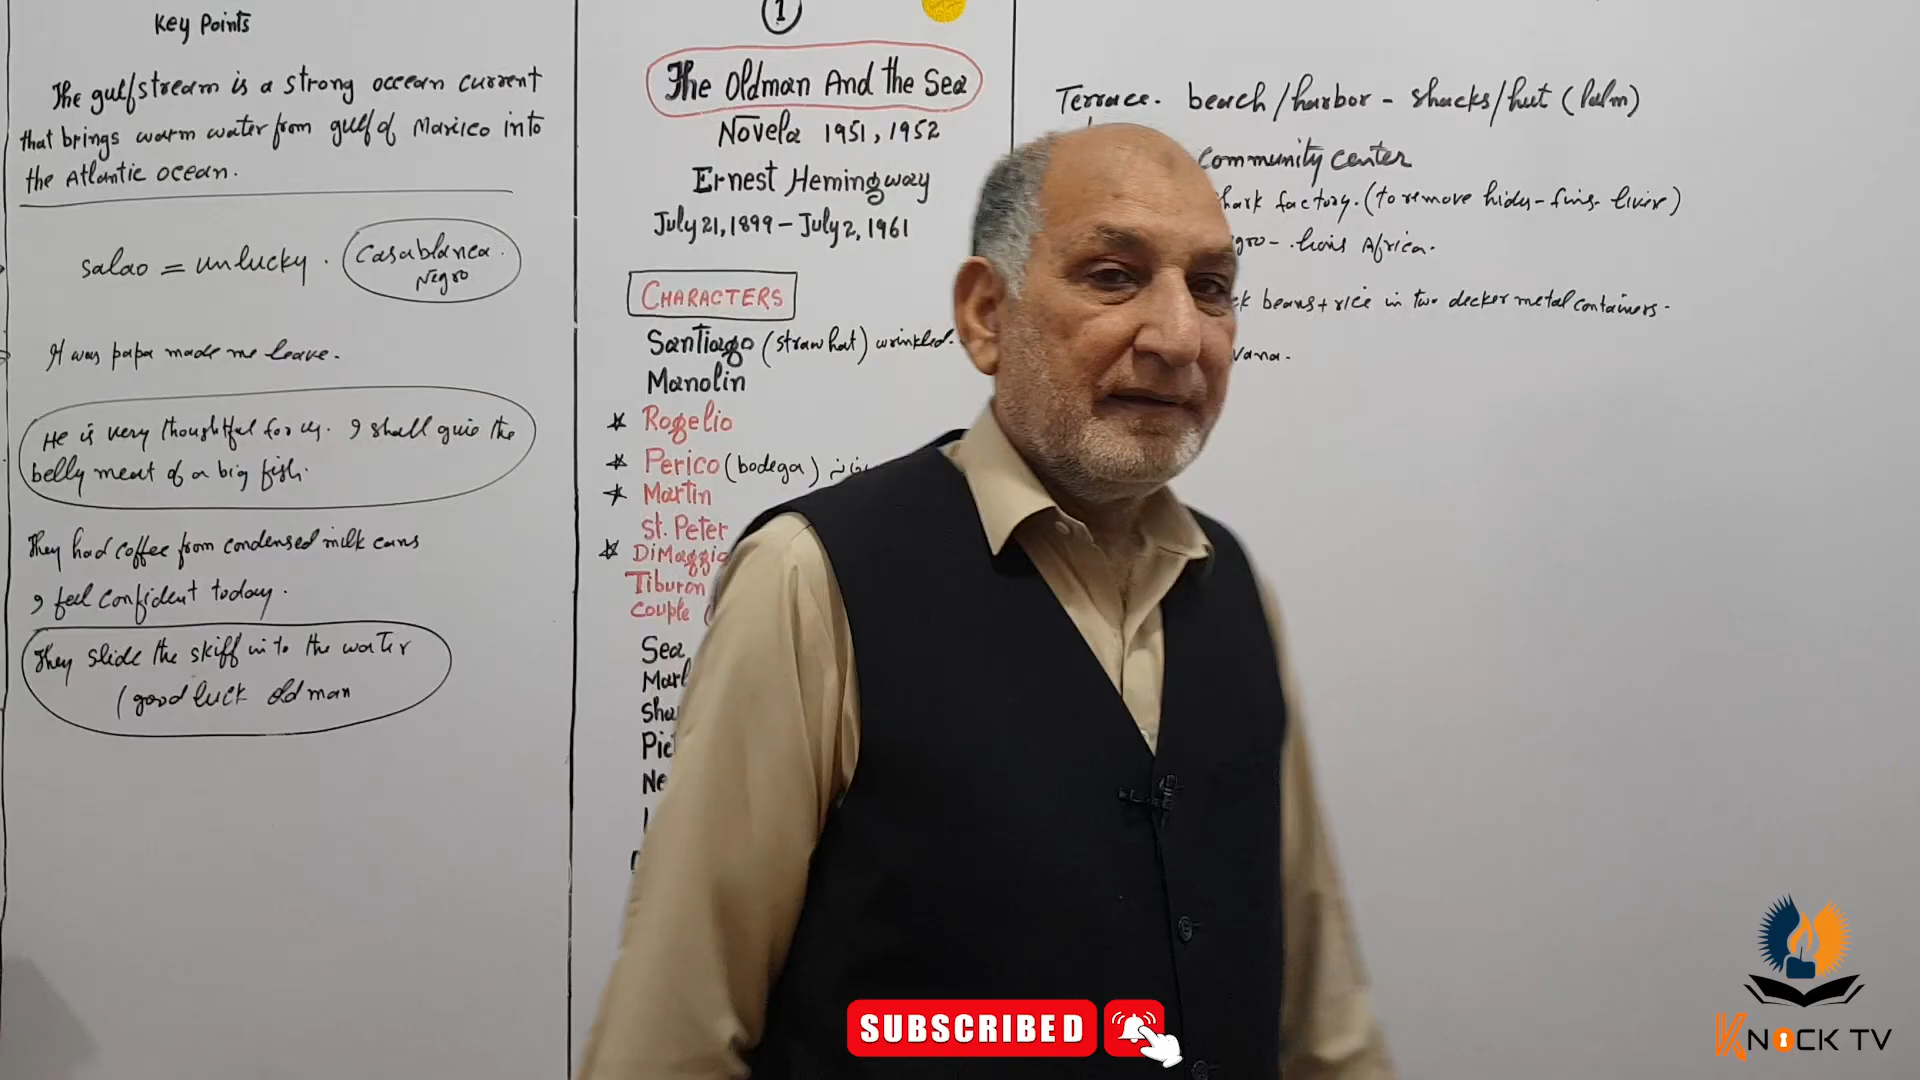 Key Points
The gulfstream is a strong occean current
that brings warm water from gulf of Maxico into
the Atlantic ocean.
salao = unlucky.
Casablanca.
Negro
It was papa made me leave.
He is very thoughtful for us. I shall give the
belly meat of a big fish.
They had coffee from condensed milk cans
I feel confident today.
They slide the skiff into the water
good luck old man
1
The Oldman And the Sea
Novela 1951, 1952
Ernest Hemingway
July 21, 1899 - July 2, 1961
CHARACTERS
Santiago (straw hat) wrinkled.
Manolin
Rogelio
Perico (bodega)
Martin
St. Peter
DiMaggio
Tiburon
Couple
Sea
Terrace. beach/harbor - shacks/hut (palm)
Community center
factory. (to remove hides - fins - liver)
Africa.
beans + rice in two decker metal containers.
SUBSCRIBED
KNOCK TV